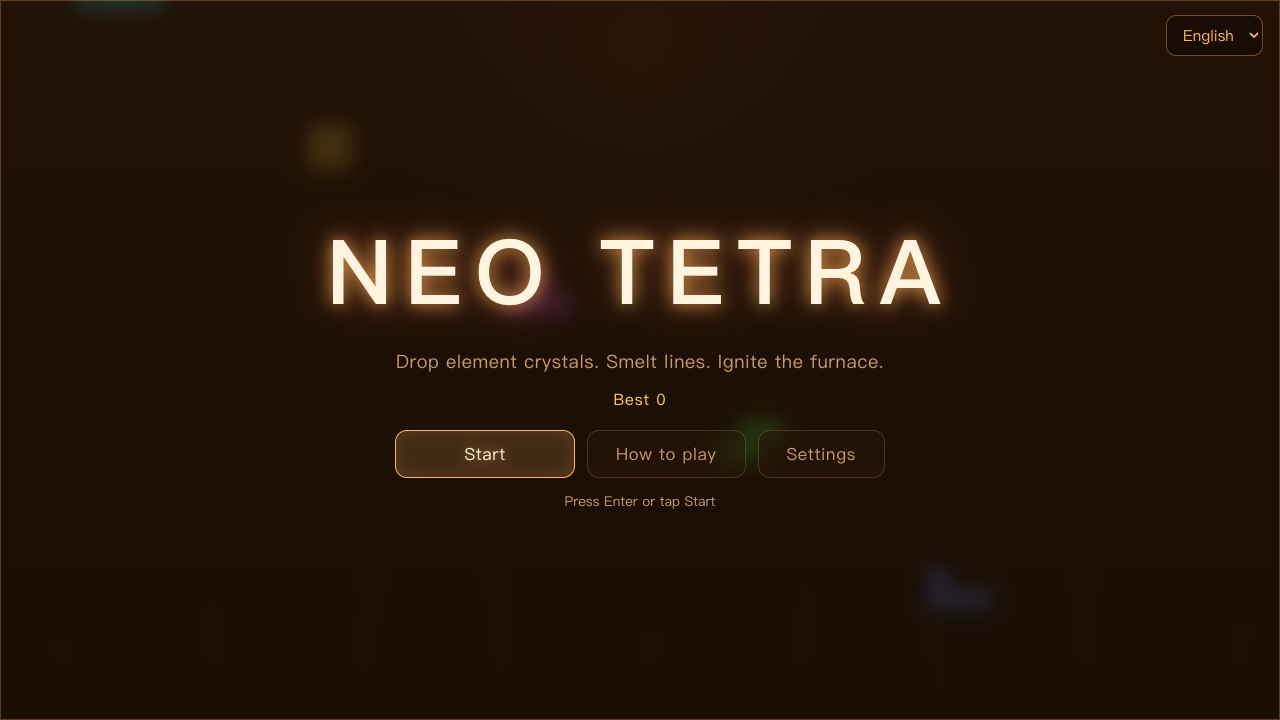 English
NEO TETRA
Drop element crystals. Smelt lines. Ignite the furnace.
Best 0
Start
How to play
Settings
Press Enter or tap Start